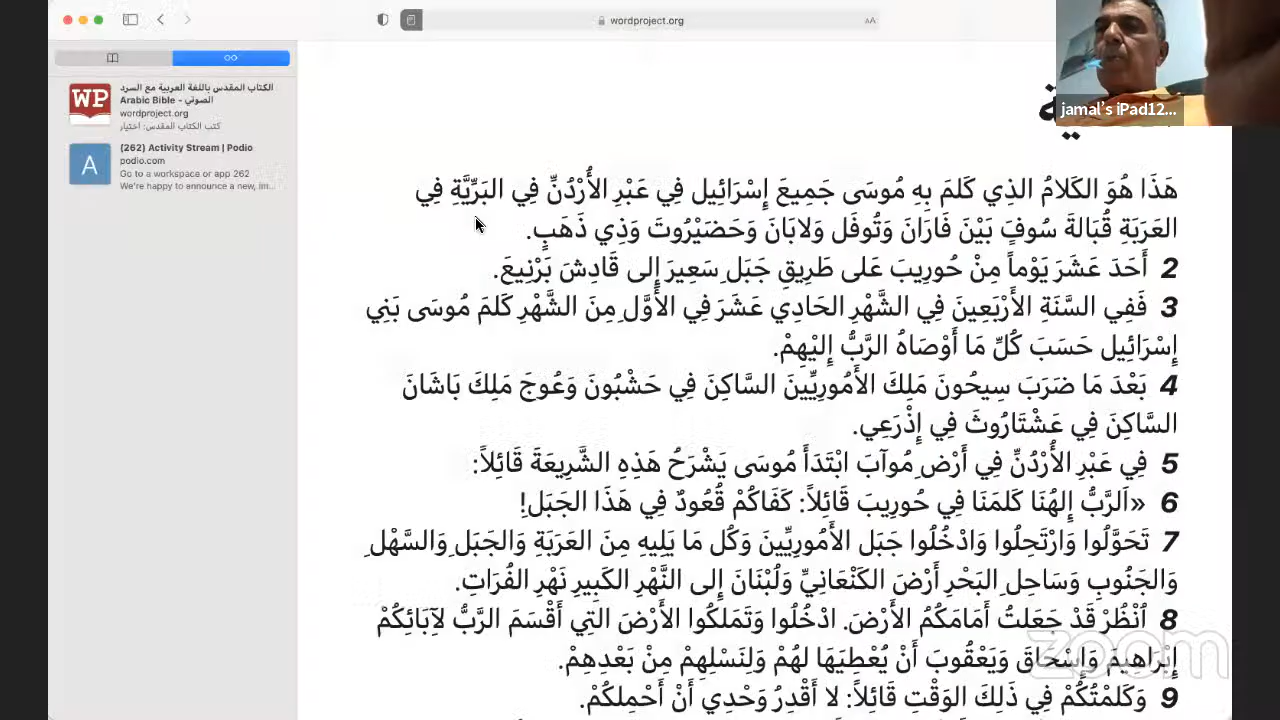 wordproject.org
AA
الكتاب المقدس باللغة العربية مع السرد
الصوتي - Arabic Bible
wordproject.org
كتب الكتاب المقدس: اختيار
WP
(262) Activity Stream | Podio
podio.com
Go to a workspace or app 262
We're happy to announce a new, im...
A
jamal's iPad12...
هَذَا هُوَ الكَلامُ الذِي كَلمَ بِهِ مُوسَى جَمِيعَ إِسْرَائِيل فِي عَبْرِ الأُرْدُنِّ فِي البَرِّيَّةِ فِي
العَرَبَةِ قُبَالةَ سُوفَ بَيْنَ فَارَانَ وَتُوفَل وَلابَانَ وَحَضَيْرُوتَ وَذِي ذَهَبٍ.
2 أَحَدَ عَشَرَ يَوْماً مِنْ حُورِيبَ عَلى طَرِيقِ جَبَلِ سَعِيرَ إِلى قَادِشَ بَرْنِيعَ.
3 فَفِي السَّنَةِ الأَرْبَعِينَ فِي الشَّهْرِ الحَادِي عَشَرَ فِي الأَوَّلِ مِنَ الشَّهْرِ كَلمَ مُوسَى بَنِي
إِسْرَائِيل حَسَبَ كُلِّ مَا أَوْصَاهُ الرَّبُّ إِليْهِمْ.
4 بَعْدَ مَا ضَرَبَ سِيحُونَ مَلِكَ الأَمُورِيِّينَ السَّاكِنَ فِي حَشْبُونَ وَعُوجَ مَلِكَ بَاشَانَ
السَّاكِنَ فِي عَشْتَارُوثَ فِي إِذْرَعِي.
5 فِي عَبْرِ الأُرْدُنِّ فِي أَرْضِ مُوآبَ ابْتَدَأَ مُوسَى يَشْرَحُ هَذِهِ الشَّرِيعَةَ قَائِلاً:
6 «اَلرَّبُّ إِلهُنَا كَلمَنَا فِي حُورِيبَ قَائِلاً: كَفَاكُمْ قُعُودٌ فِي هَذَا الجَبَلِ!
7 تَحَوَّلُوا وَارْتَحِلُوا وَادْخُلُوا جَبَل الأَمُورِيِّينَ وَكُل مَا يَلِيهِ مِنَ العَرَبَةِ وَالجَبَلِ وَالسَّهْلِ
وَالجَنُوبِ وَسَاحِلِ البَحْرِ أَرْضَ الكَنْعَانِيِّ وَلُبْنَانَ إِلى النَّهْرِ الكَبِيرِ نَهْرِ الفُرَاتِ.
8 اُنْظُرْ قَدْ جَعَلتُ أَمَامَكُمُ الأَرْضَ. ادْخُلُوا وَتَمَلكُوا الأَرْضَ التِي أَقْسَمَ الرَّبُّ لآِبَائِكُمْ
إِبْرَاهِيمَ وَإِسْحَاقَ وَيَعْقُوبَ أَنْ يُعْطِيَهَا لهُمْ وَلِنَسْلِهِمْ مِنْ بَعْدِهِمْ.
zoom
9 وَكَلمْتُكُمْ فِي ذَلِكَ الوَقْتِ قَائِلاً: لا أَقْدِرُ وَحْدِي أَنْ أَحْمِلكُمْ.